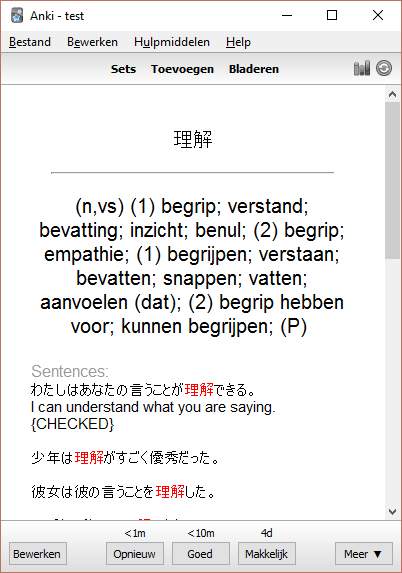 Anki - test
Bestand Bewerken Hulpmiddelen Help
Sets Toevoegen Bladeren
理解
(n,vs) (1) begrip; verstand;
bevatting; inzicht; benul; (2) begrip;
empathie; (1) begrijpen; verstaan;
bevatten; snappen; vatten;
aanvoelen (dat); (2) begrip hebben
voor; kunnen begrijpen; (P)
Sentences:
わたしはあなたの言うことが理解できる。
I can understand what you are saying.
{CHECKED}
少年は理解がすごく優秀だった。
彼女は彼の言うことを理解した。
<1m <10m 4d
Bewerken Opnieuw Goed Makkelijk Meer ▼